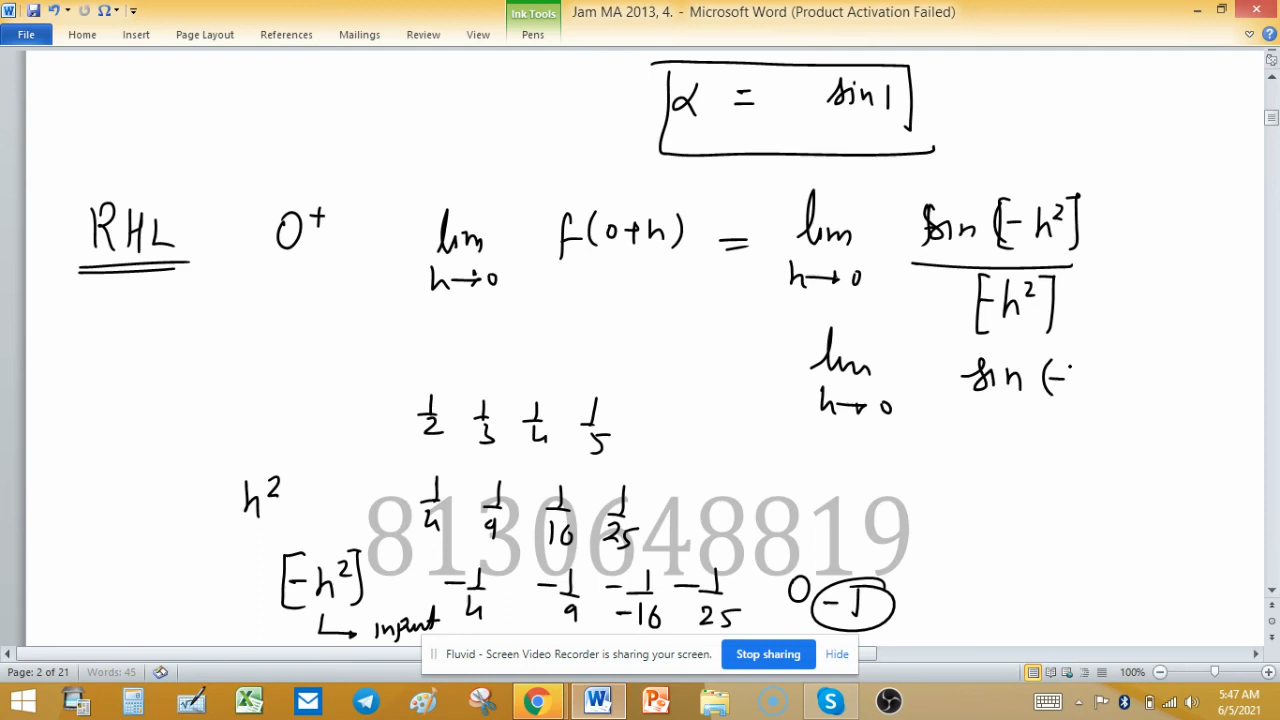 Ink Tools
Jam MA 2013, 4. - Microsoft Word (Product Activation Failed)
File Home Insert Page Layout References Mailings Review View Pens
α = sin 1
RHL 0⁺ lim h→0 f(0+h) = lim h→0 sin [-h²] / [-h²]
lim h→0 sin (-
1/2 1/3 1/4 1/5
h² 1/4 1/9 1/16 1/25
8130648819
[-h²] -1/4 -1/9 -1/-16 -1/25 0 -1
↳ input
Fluvid - Screen Video Recorder is sharing your screen. Stop sharing Hide
Page: 2 of 21 Words: 45 100%
5:47 AM
6/5/2021